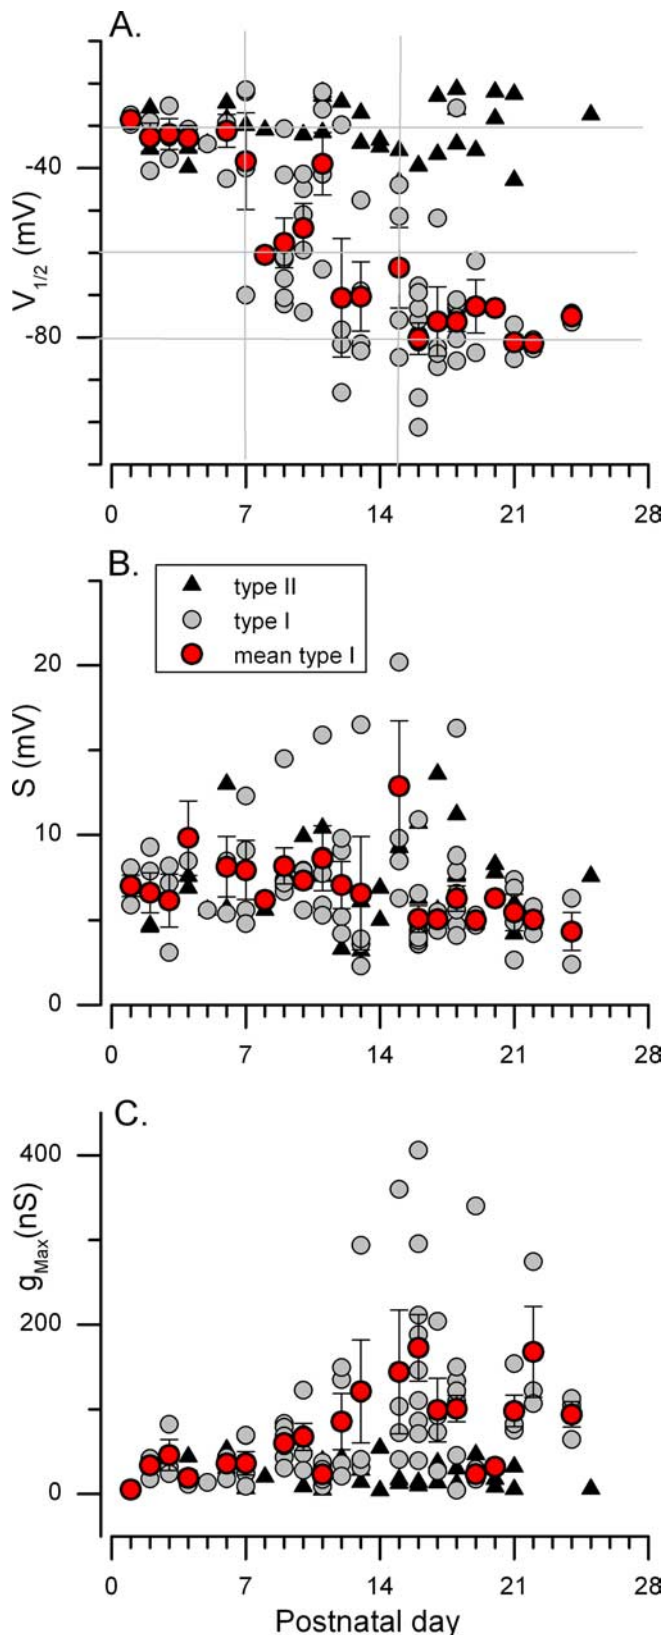 A.
-40
-80
V1/2 (mV)
0 7 14 21 28
B.
type II
type I
mean type I
20
10
0
S (mV)
0 7 14 21 28
C.
400
200
0
gMax(nS)
0 7 14 21 28
Postnatal day